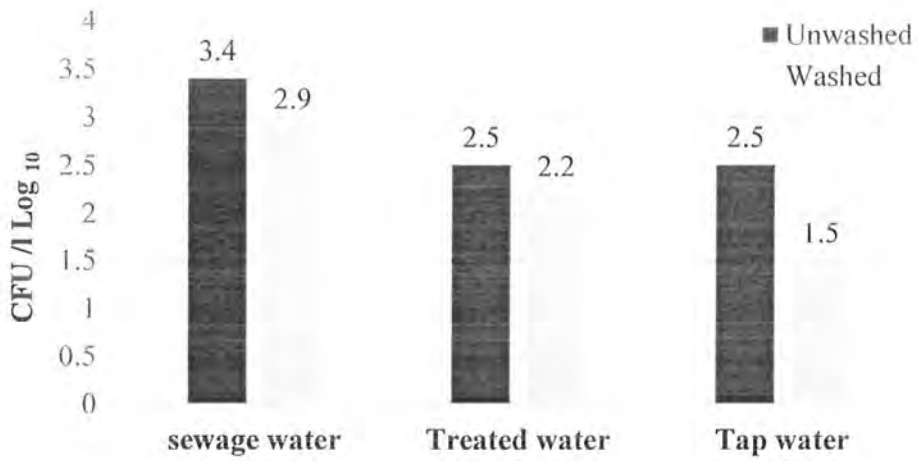 4
3.5
3
2.5
2
1.5
1
0.5
0
CFU /l Log 10
3.4
2.9
2.5
2.2
2.5
1.5
Unwashed
Washed
sewage water
Treated water
Tap water